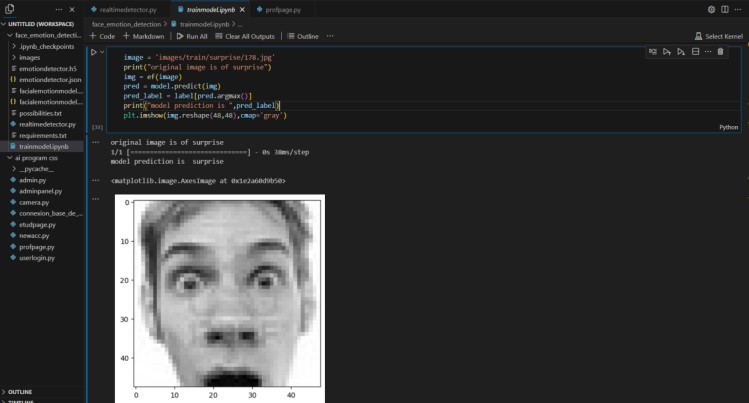 realtimedetector.py
trainmodel.ipynb
profpage.py
UNTITLED (WORKSPACE)
face_emotion_detecti...
.ipynb_checkpoints
images
emotiondetector.h5
emotiondetector.json
facialemotionmodel...
facialemotionmodel...
possibilities.txt
realtimedetector.py
requirements.txt
trainmodel.ipynb
ai program css
__pycache__
admin.py
adminpanel.py
camera.py
connexion_base_de_...
etudpage.py
newacc.py
profpage.py
userlogin.py
OUTLINE
face_emotion_detection > trainmodel.ipynb > ...
+ Code + Markdown | Run All Clear All Outputs | Outline ...
Select Kernel
image = 'images/train/surprise/178.jpg'
print("original image is of surprise")
img = ef(image)
pred = model.predict(img)
pred_label = label[pred.argmax()]
print("model prediction is ",pred_label)
plt.imshow(img.reshape(48,48),cmap='gray')
[33]
Python
original image is of surprise
1/1 [==============================] - 0s 38ms/step
model prediction is  surprise
<matplotlib.image.AxesImage at 0x1e2a60d9b50>
0
10
20
30
40
0 10 20 30 40